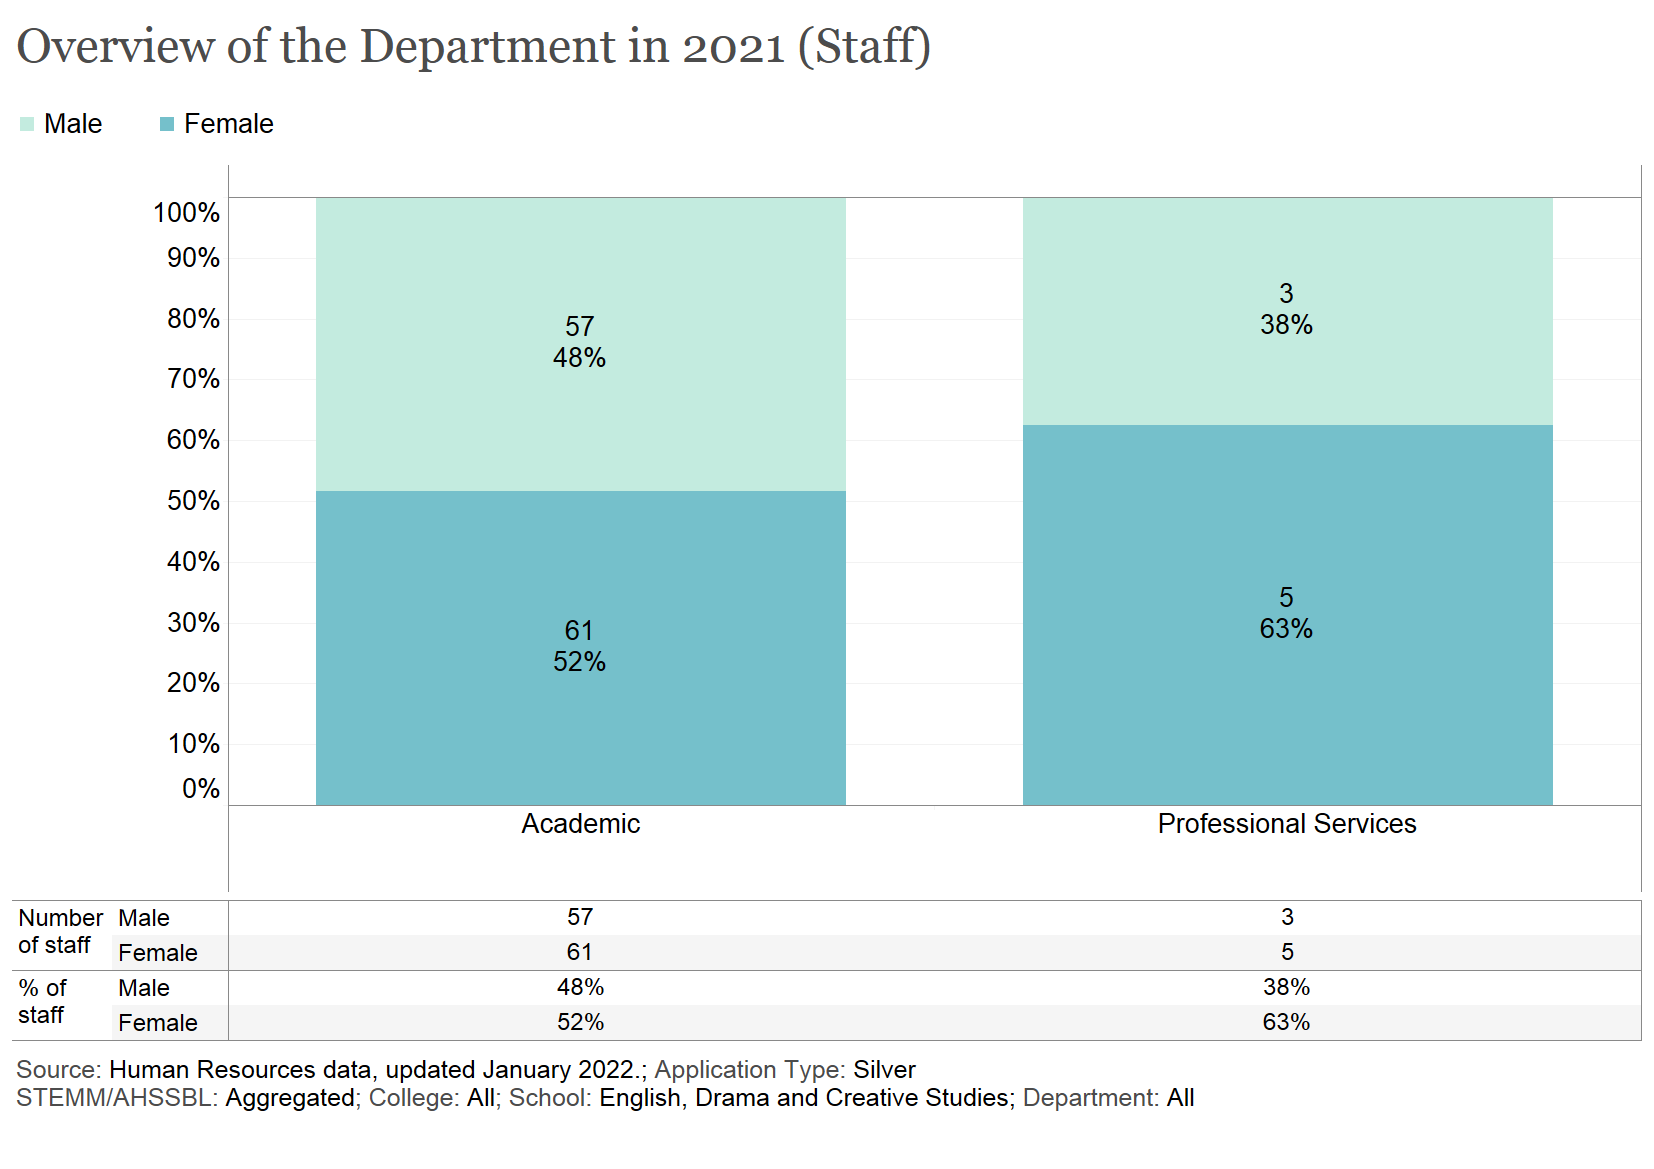 Overview of the Department in 2021 (Staff)
Male Female
100%
90%
80%
70%
60%
50%
40%
30%
20%
10%
0%
57
48%
61
52%
3
38%
5
63%
Academic Professional Services
Number of staff Male 57 3
Female 61 5
% of staff Male 48% 38%
Female 52% 63%
Source: Human Resources data, updated January 2022.; Application Type: Silver
STEMM/AHSSBL: Aggregated; College: All; School: English, Drama and Creative Studies; Department: All